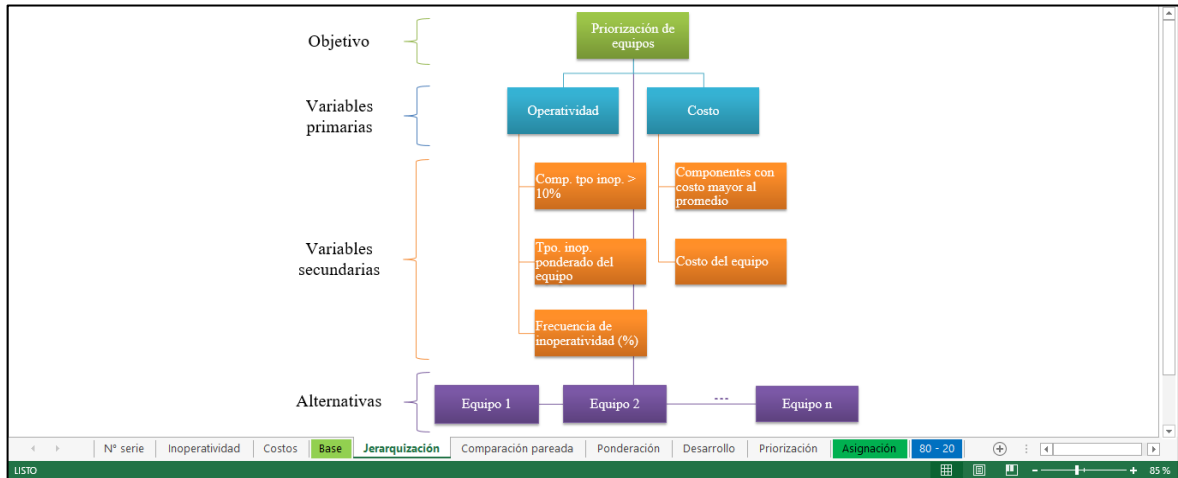 Objetivo
Priorización de
equipos
Variables
primarias
Operatividad
Costo
Variables
secundarias
Comp. tpo inop. >
10%
Componentes con
costo mayor al
promedio
Tpo. inop.
ponderado del
equipo
Costo del equipo
Frecuencia de
inoperatividad (%)
Alternativas
Equipo 1
Equipo 2
---
Equipo n
N° serie
Inoperatividad
Costos
Base
Jerarquización
Comparación pareada
Ponderación
Desarrollo
Priorización
Asignación
80 - 20
LISTO
85 %